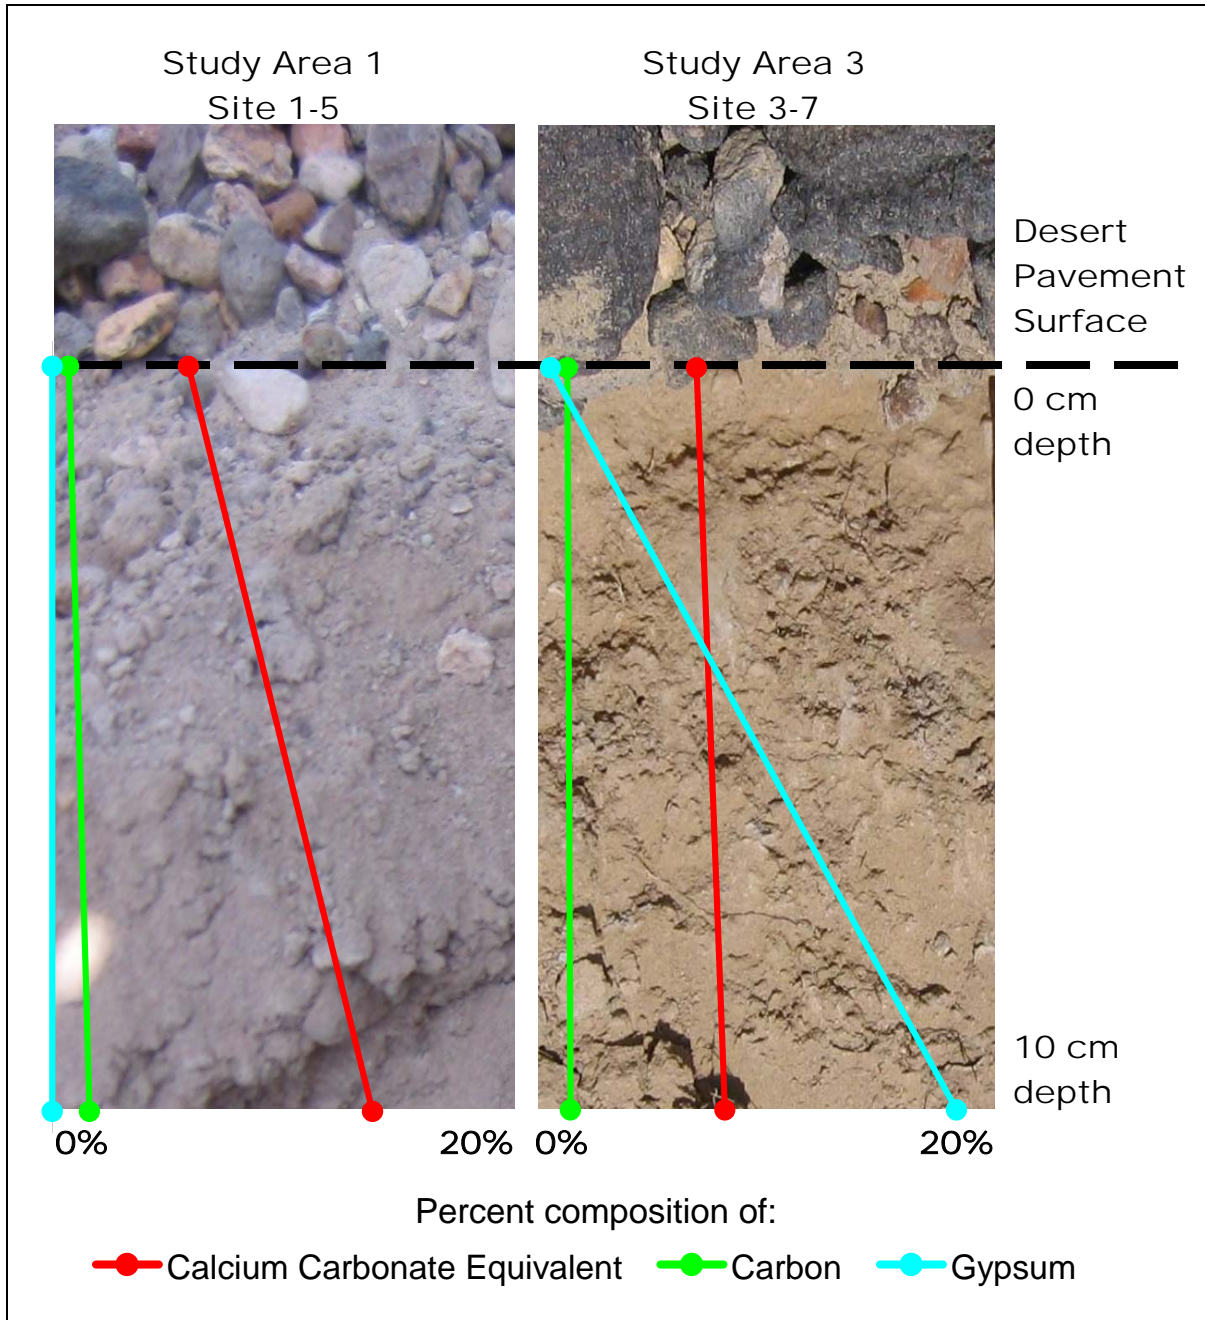 Study Area 1
Site 1-5
Study Area 3
Site 3-7
Desert
Pavement
Surface
0 cm
depth
10 cm
depth
0%
20%
0%
20%
Percent composition of:
Calcium Carbonate Equivalent
Carbon
Gypsum